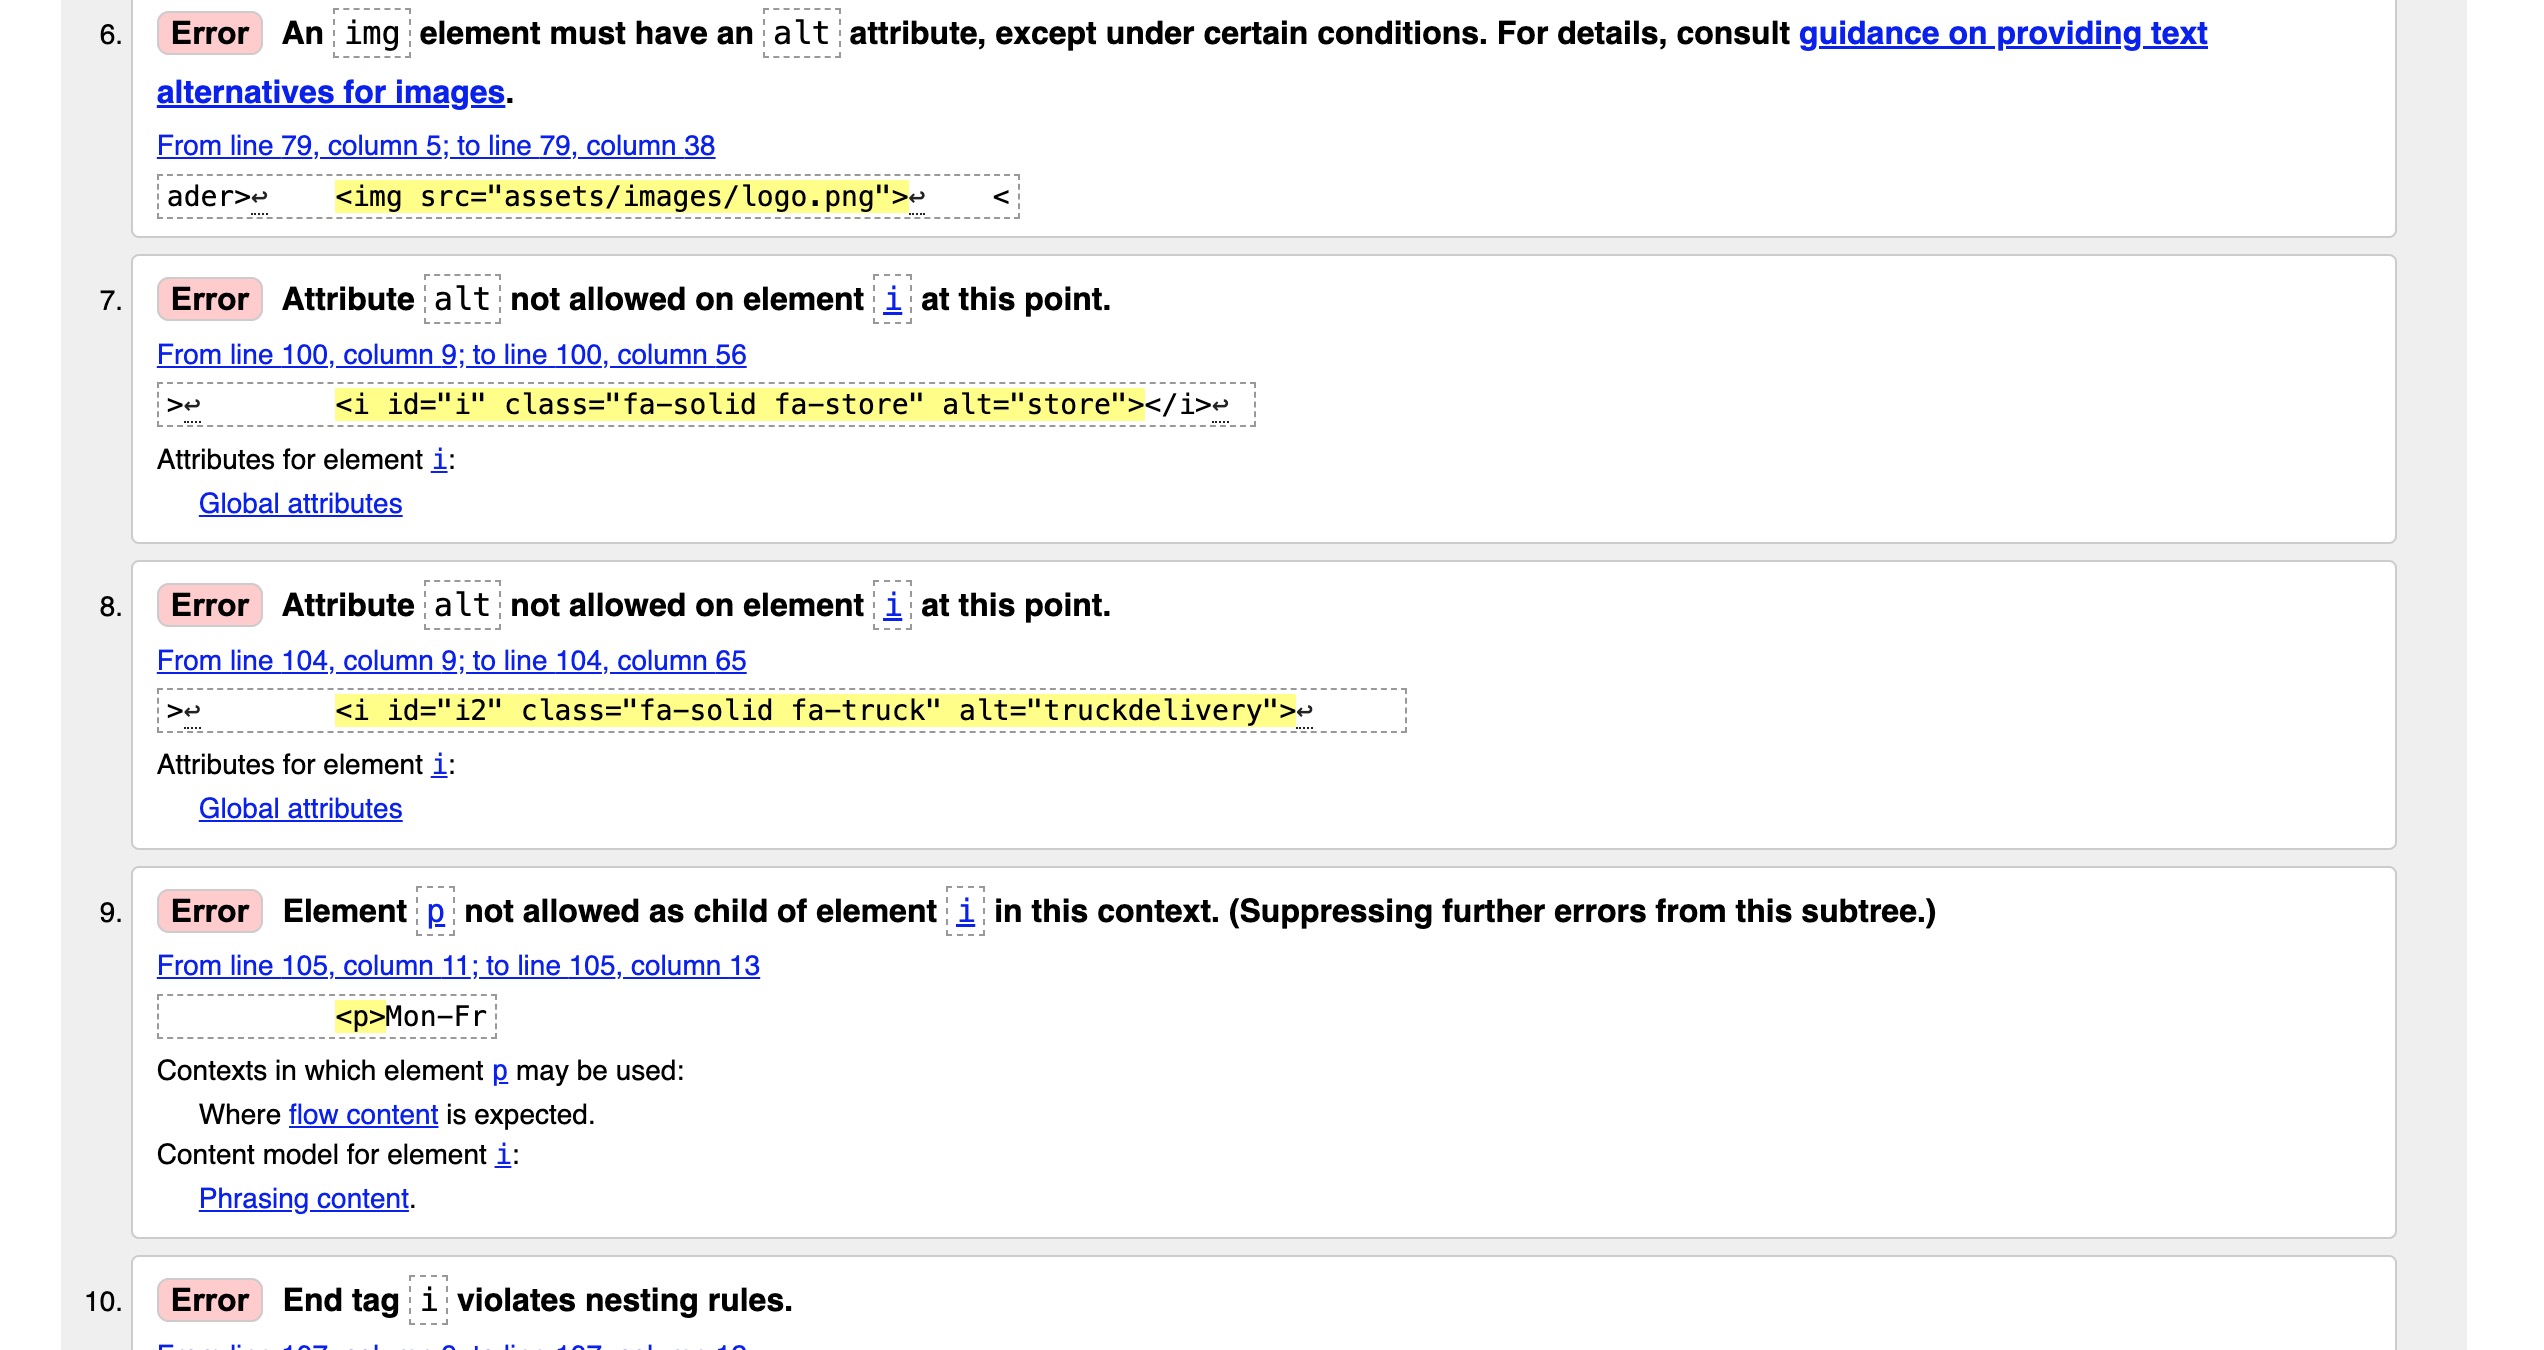 6. Error An img element must have an alt attribute, except under certain conditions. For details, consult guidance on providing text
alternatives for images.
From line 79, column 5; to line 79, column 38
ader>↩    <img src="assets/images/logo.png">↩    <
7. Error Attribute alt not allowed on element i at this point.
From line 100, column 9; to line 100, column 56
>↩        <i id="i" class="fa-solid fa-store" alt="store"></i>↩
Attributes for element i:
Global attributes
8. Error Attribute alt not allowed on element i at this point.
From line 104, column 9; to line 104, column 65
>↩        <i id="i2" class="fa-solid fa-truck" alt="truckdelivery">↩
Attributes for element i:
Global attributes
9. Error Element p not allowed as child of element i in this context. (Suppressing further errors from this subtree.)
From line 105, column 11; to line 105, column 13
<p>Mon-Fr
Contexts in which element p may be used:
Where flow content is expected.
Content model for element i:
Phrasing content.
10. Error End tag i violates nesting rules.